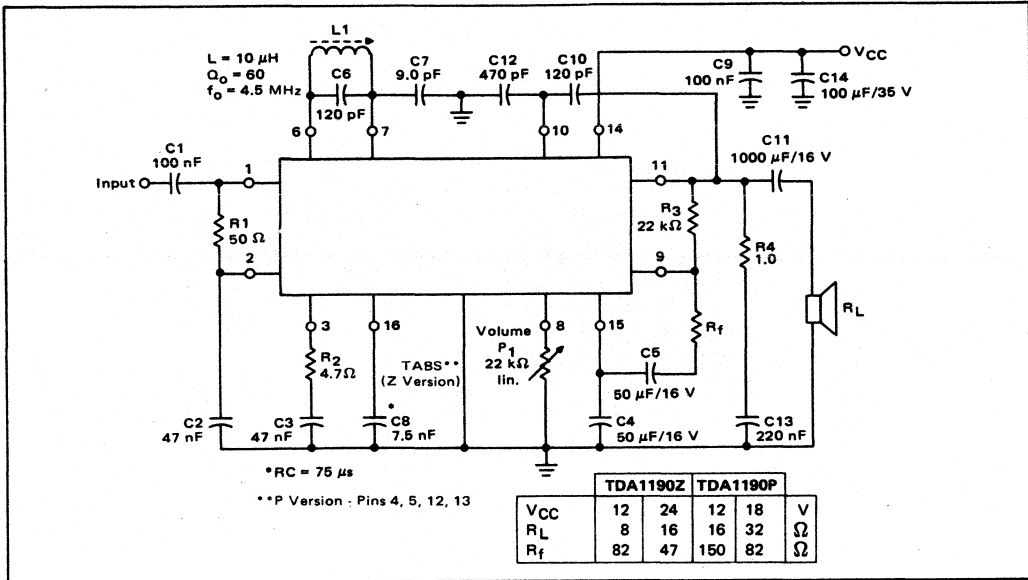 L1
L = 10 μH
Q₀ = 60
f₀ = 4.5 MHz
C6
120 pF
C7
9.0 pF
C12
470 pF
C10
120 pF
C9
100 nF
VCC
C14
100 μF/35 V
6
7
10
14
C1
100 nF
Input
1
11
C11
1000 μF/16 V
R1
50 Ω
R3
22 kΩ
R4
1.0
2
9
RL
3
16
8
15
Rf
R2
4.7Ω
TABS**
(Z Version)
Volume
P1
22 kΩ
lin.
C5
50 μF/16 V
C2
47 nF
C3
47 nF
*
C8
7.5 nF
C4
50 μF/16 V
C13
220 nF
*RC = 75 μs
**P Version - Pins 4, 5, 12, 13
TDA1190Z TDA1190P
VCC 12 24 12 18 V
RL 8 16 16 32 Ω
Rf 82 47 150 82 Ω